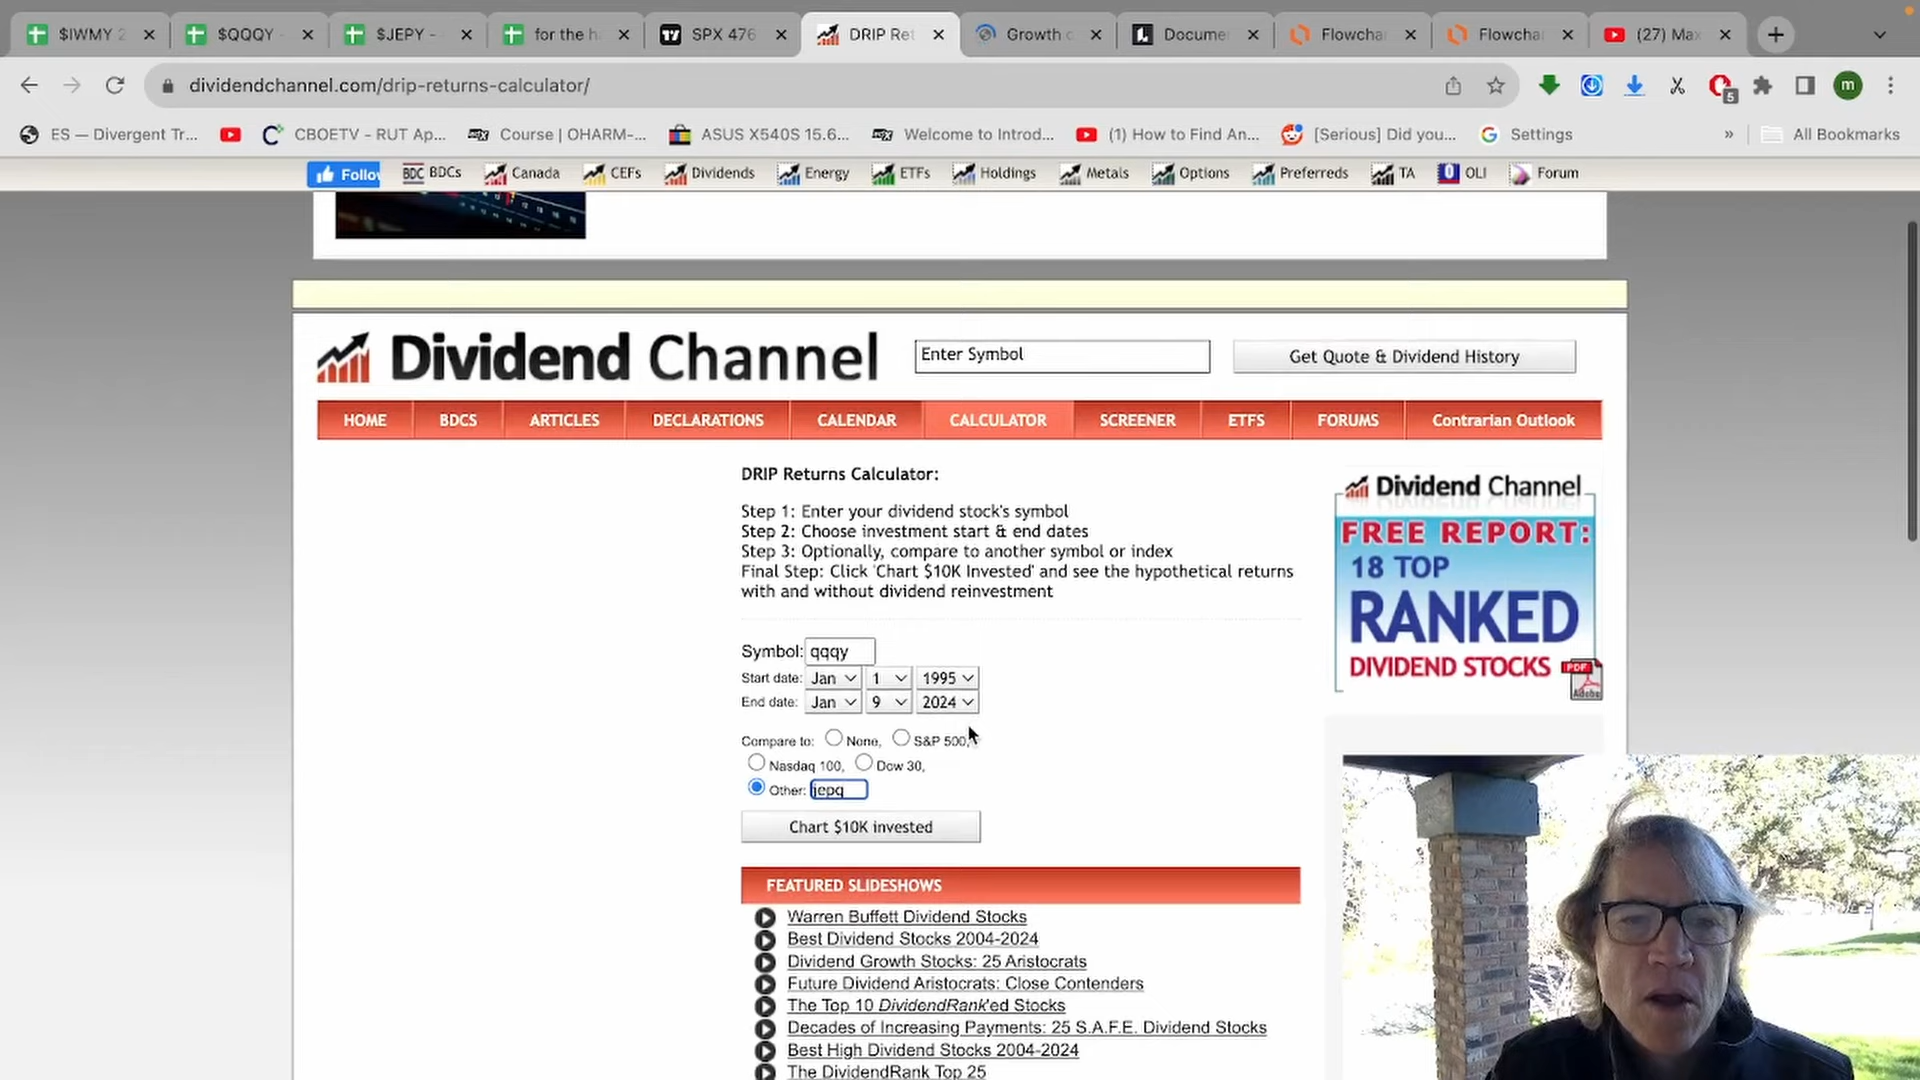 $IWMY 2
$QQQY -
$JEPY -
for the h
SPX 476
DRIP Ret
Growth o
Docume
Flowcha
Flowcha
(27) Max
dividendchannel.com/drip-returns-calculator/
5
m
ES — Divergent Tr...
CBOETV - RUT Ap...
Course | OHARM-...
ASUS X540S 15.6...
Welcome to Introd...
(1) How to Find An...
[Serious] Did you...
Settings
»
All Bookmarks
Follow
BDC BDCs
Canada
CEFs
Dividends
Energy
ETFs
Holdings
Metals
Options
Preferreds
TA
OLI
Forum
Dividend Channel
Enter Symbol
Get Quote & Dividend History
HOME
BDCS
ARTICLES
DECLARATIONS
CALENDAR
CALCULATOR
SCREENER
ETFS
FORUMS
Contrarian Outlook
DRIP Returns Calculator:
Step 1: Enter your dividend stock's symbol
Step 2: Choose investment start & end dates
Step 3: Optionally, compare to another symbol or index
Final Step: Click 'Chart $10K Invested' and see the hypothetical returns
with and without dividend reinvestment
Symbol: qqqy
Start date: Jan 1 1995
End date: Jan 9 2024
Compare to: None, S&P 500,
Nasdaq 100, Dow 30,
Other: jepq
Chart $10K invested
Dividend Channel
FREE REPORT:
18 TOP
RANKED
DIVIDEND STOCKS
PDF
Adobe
FEATURED SLIDESHOWS
Warren Buffett Dividend Stocks
Best Dividend Stocks 2004-2024
Dividend Growth Stocks: 25 Aristocrats
Future Dividend Aristocrats: Close Contenders
The Top 10 DividendRank'ed Stocks
Decades of Increasing Payments: 25 S.A.F.E. Dividend Stocks
Best High Dividend Stocks 2004-2024
The DividendRank Top 25